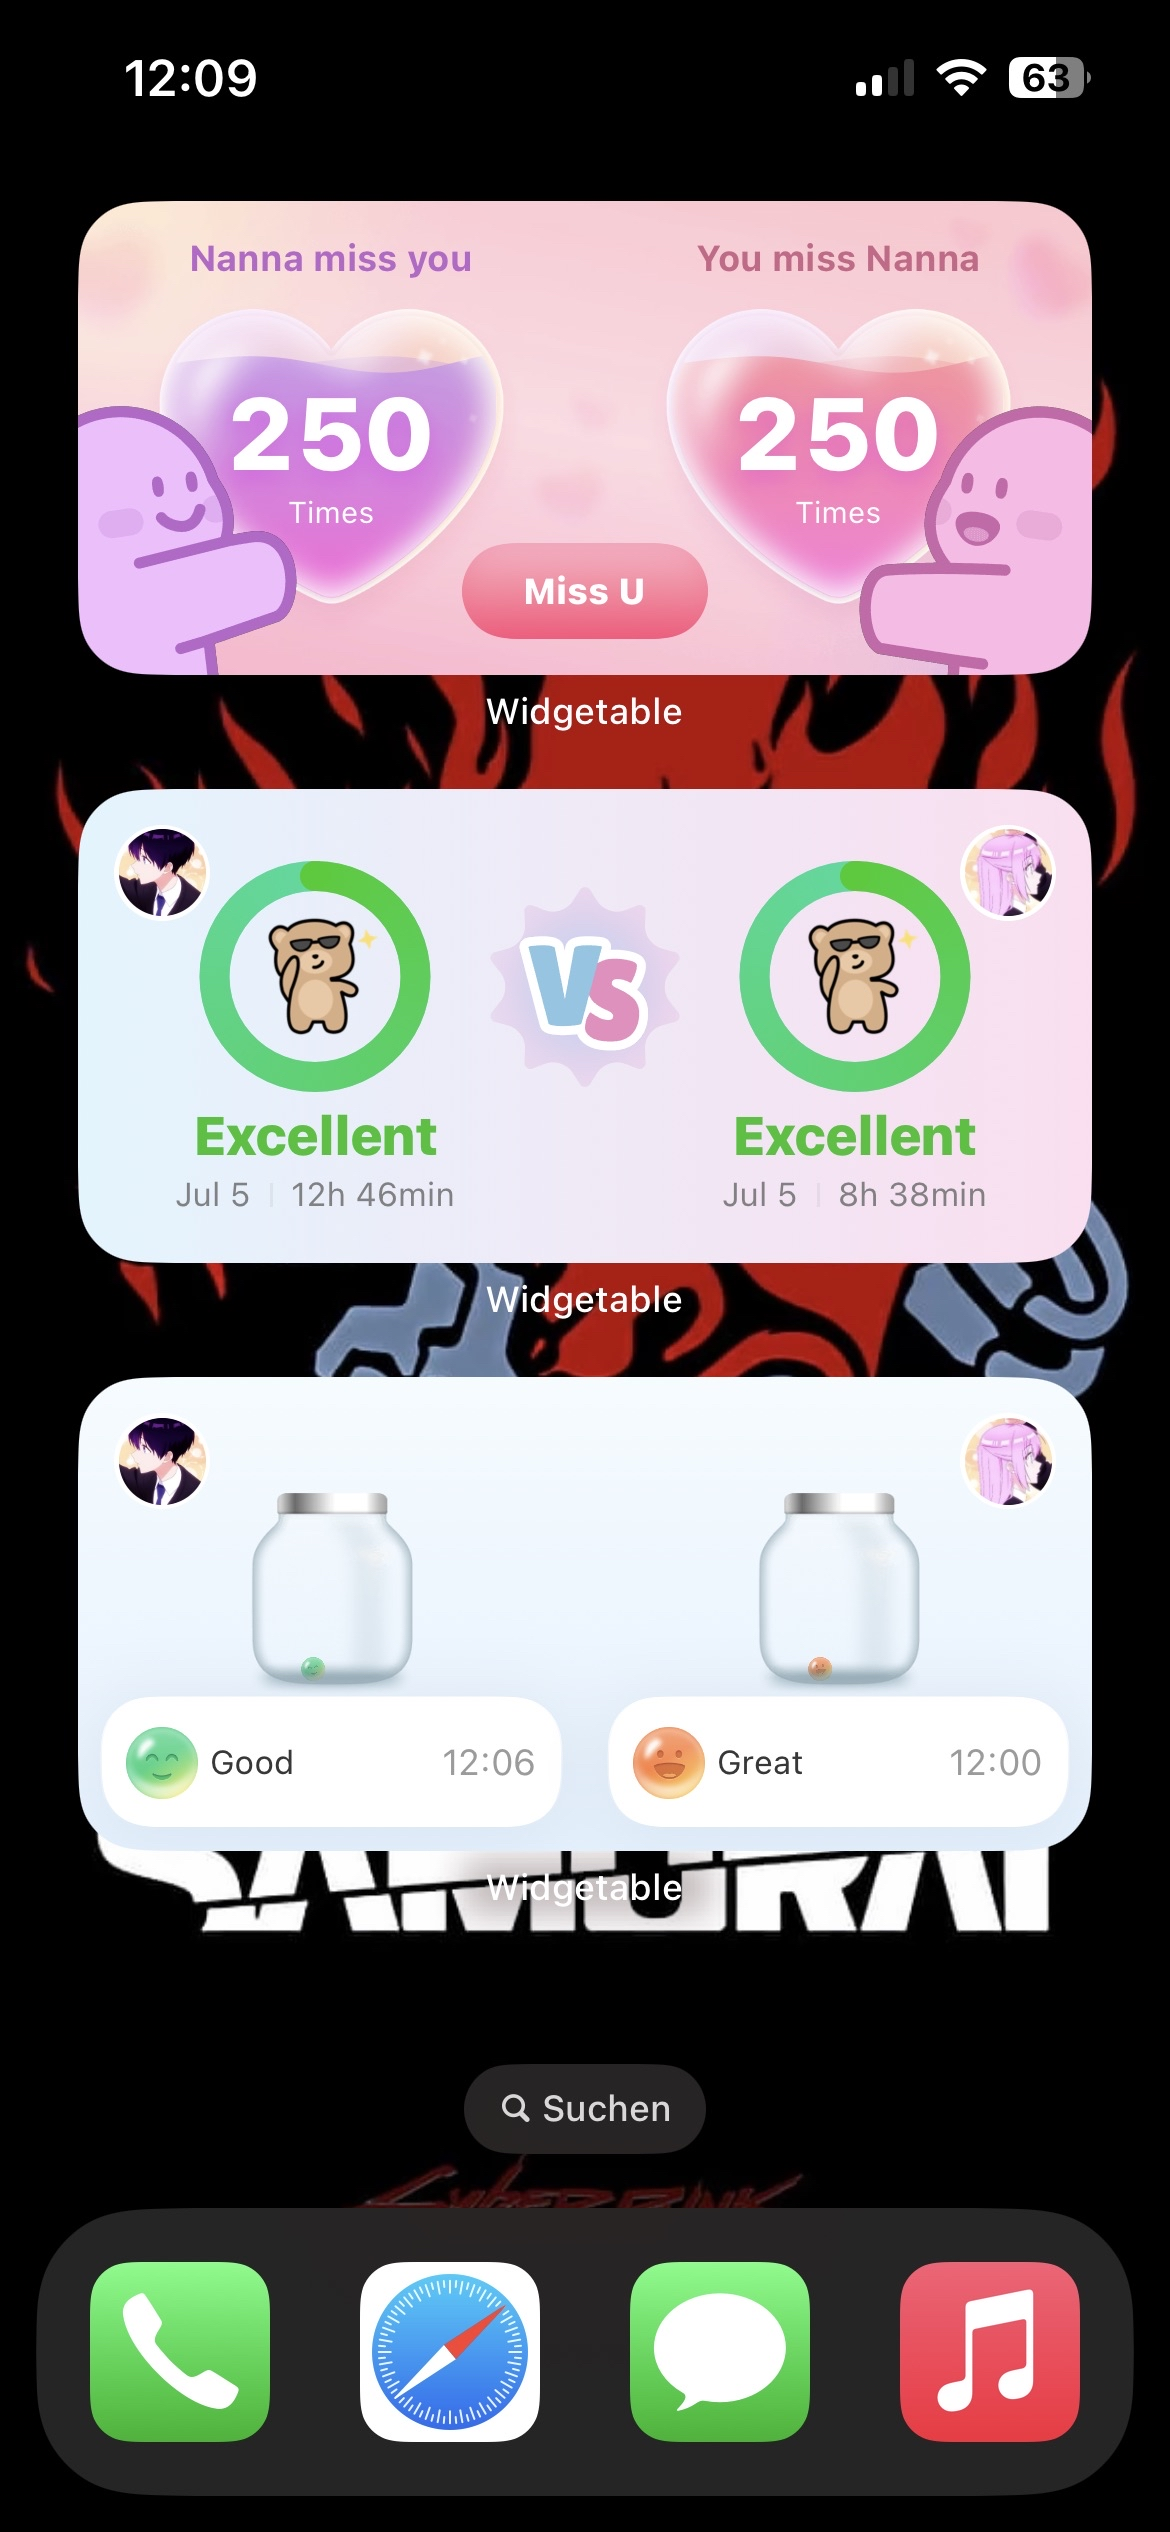 12:09
63
Nanna miss you
You miss Nanna
250
250
Times
Times
Miss U
Widgetable
VS
Excellent
Excellent
Jul 5 | 12h 46min
Jul 5 | 8h 38min
Widgetable
Good
12:06
Great
12:00
SAMURAI
Widgetable
Suchen